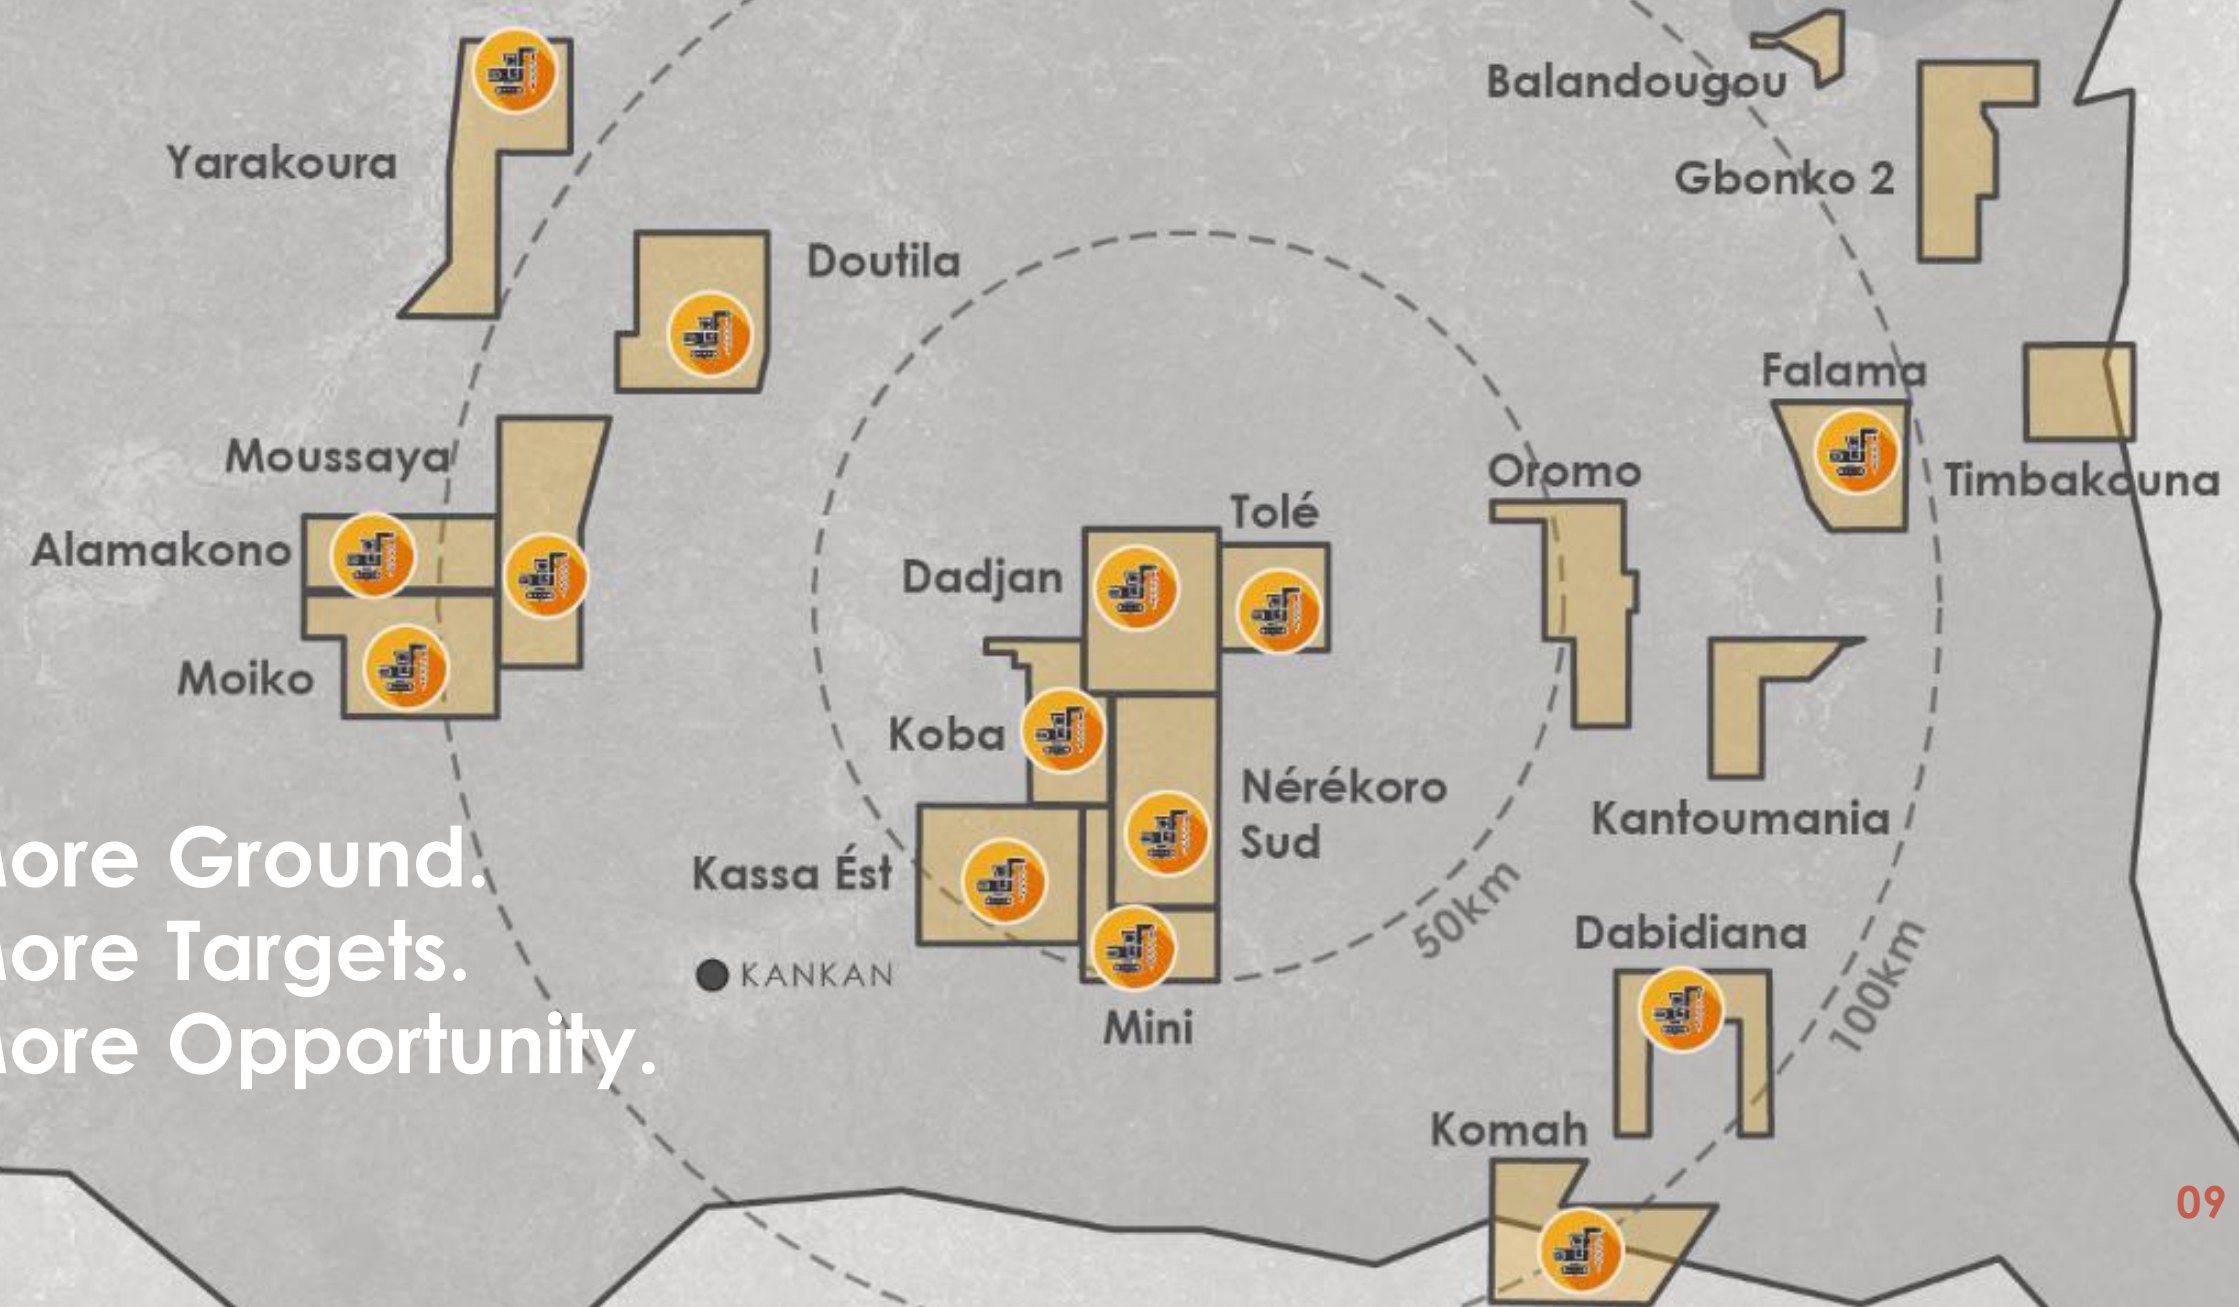 Balandougou
Yarakoura
Gbonko 2
Doutila
Falama
Moussaya
Oromo
Timbakouna
Tolé
Alamakono
Dadjan
Moiko
Koba
Nérékoro
Sud
Kantoumania
ore Ground.
Kassa Ést
50km
Dabidiana
ore Targets.
KANKAN
100km
Mini
ore Opportunity.
Komah
09